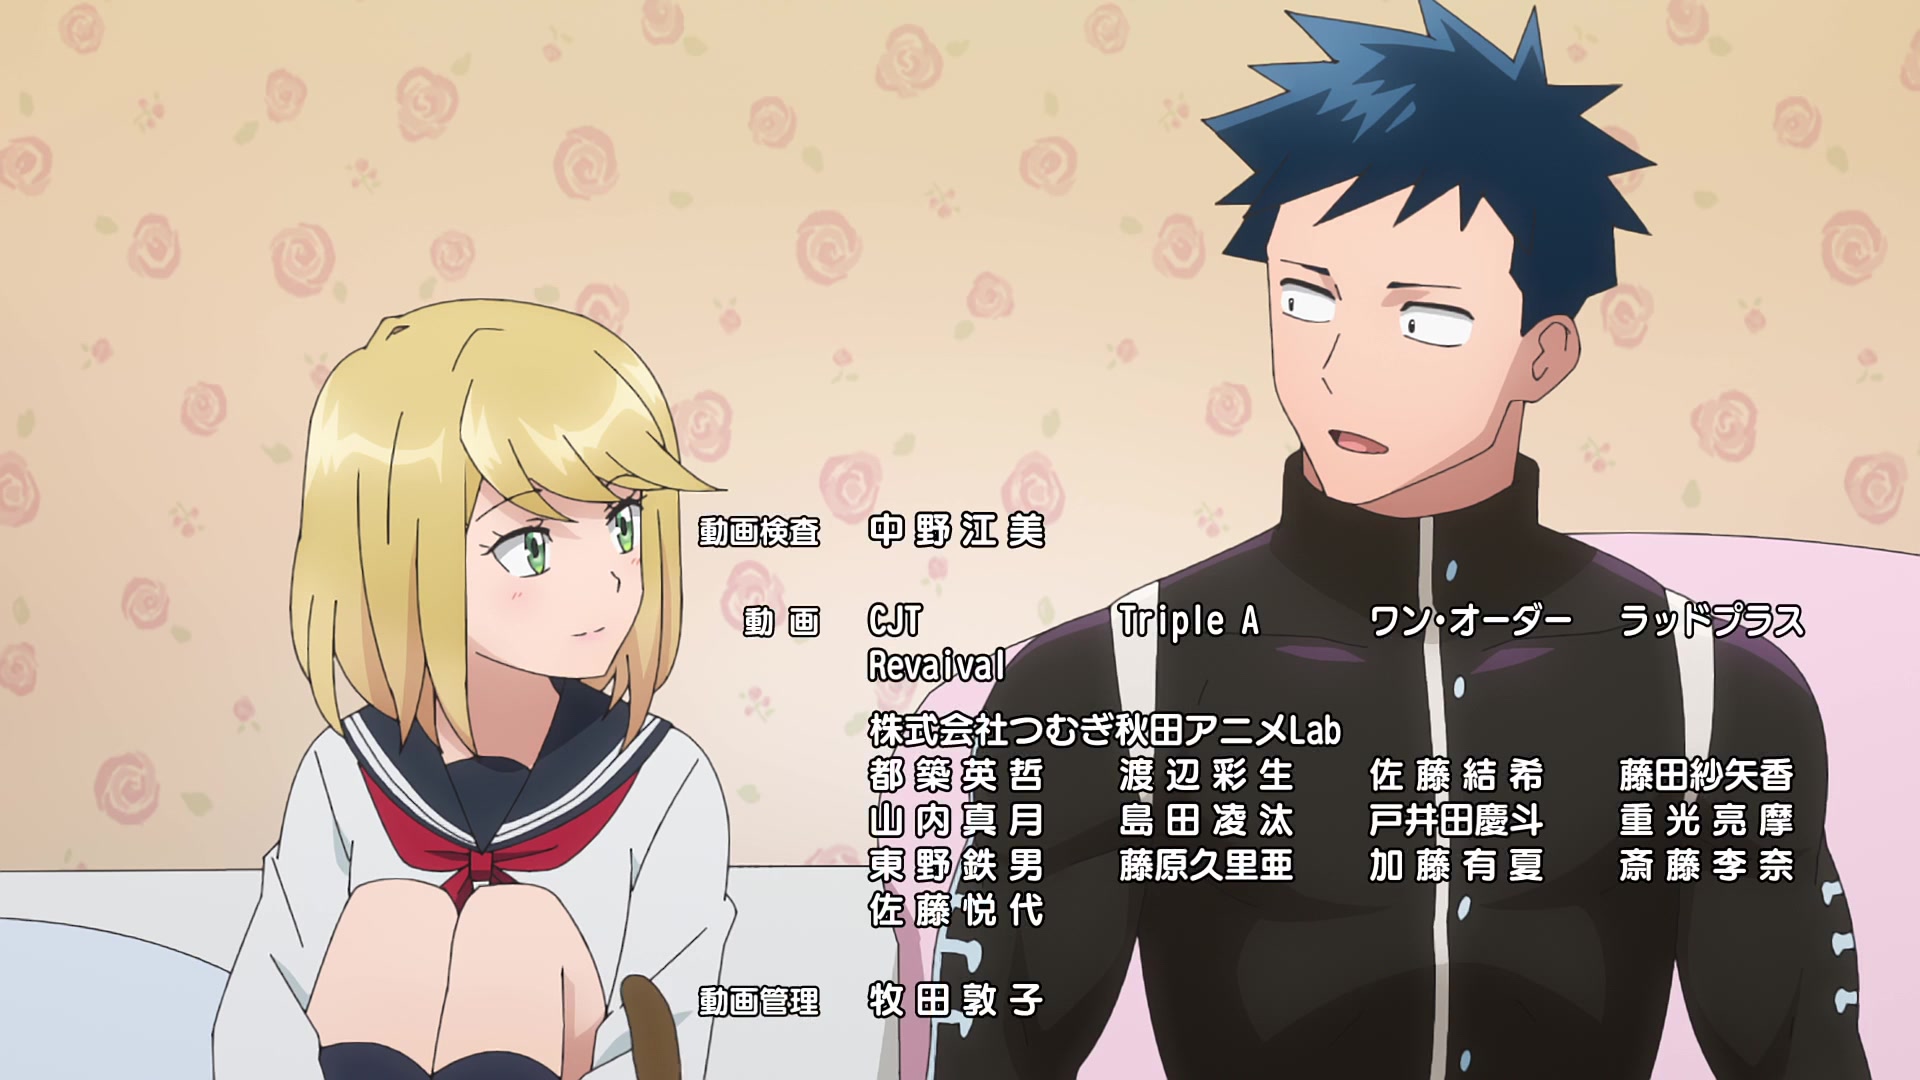 動画検査 中野江美
動画 CJT Triple A ワン・オーダー ラッドプラス
Revaival
株式会社つむぎ秋田アニメLab
都築英哲 渡辺彩生 佐藤結希 藤田紗矢香
山内真月 島田凌汰 戸井田慶斗 重光亮摩
東野鉄男 藤原久里亜 加藤有夏 斎藤李奈
佐藤悦代
動画管理 牧田敦子